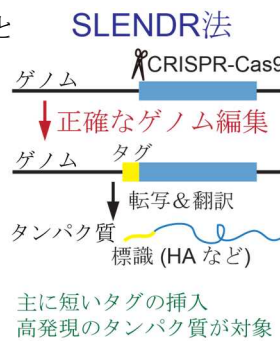 と SLENDR法
CRISPR-Cas9
ゲノム
正確なゲノム編集
ゲノム タグ
転写&翻訳
タンパク質
標識 (HA など)
主に短いタグの挿入
高発現のタンパク質が対象